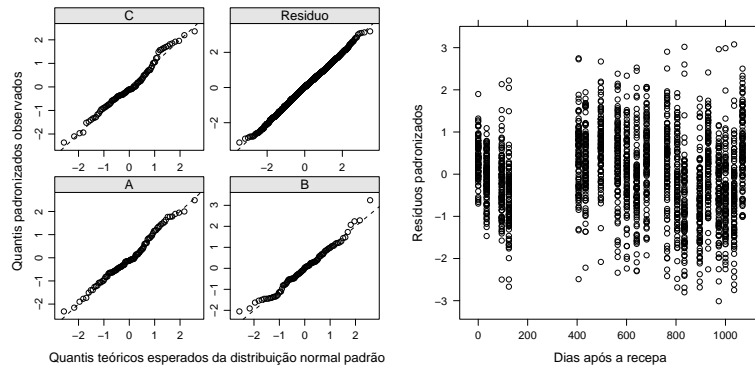 C
Resíduo
2
1
0
−1
−2
−2 −1 0 1 2
3
2
1
0
−1
−2
−3
−2 0 2
A
B
2
1
0
−1
−2
−2 −1 0 1 2
3
2
1
0
−1
−2
−2 −1 0 1 2
Quantis padronizados observados
Quantis teóricos esperados da distribuição normal padrão
3
2
1
0
−1
−2
−3
0 200 400 600 800 1000
Resíduos padronizados
Dias após a recepa